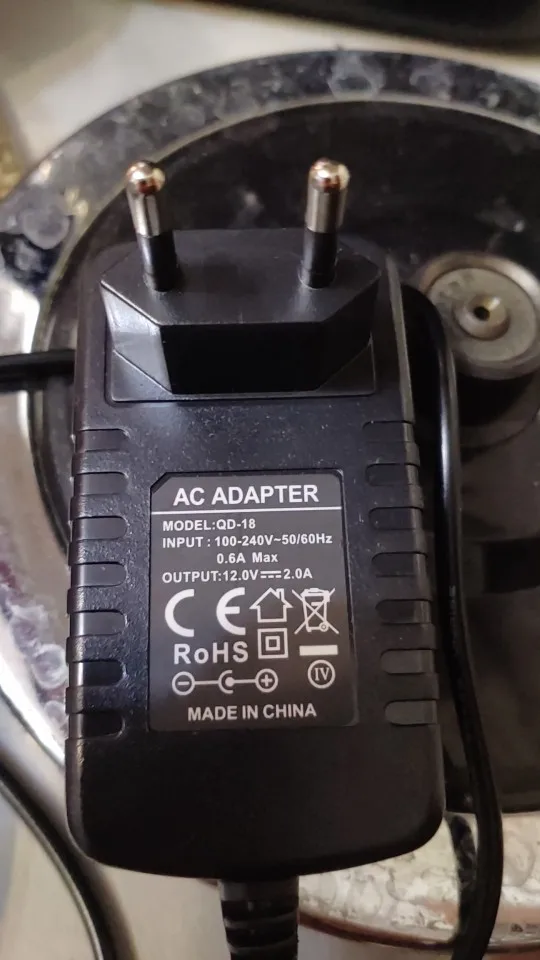 AC ADAPTER
MODEL:QD-18
INPUT : 100-240V~50/60Hz
0.6A Max
OUTPUT:12.0V⎓2.0A
CE
RoHS
IV
MADE IN CHINA